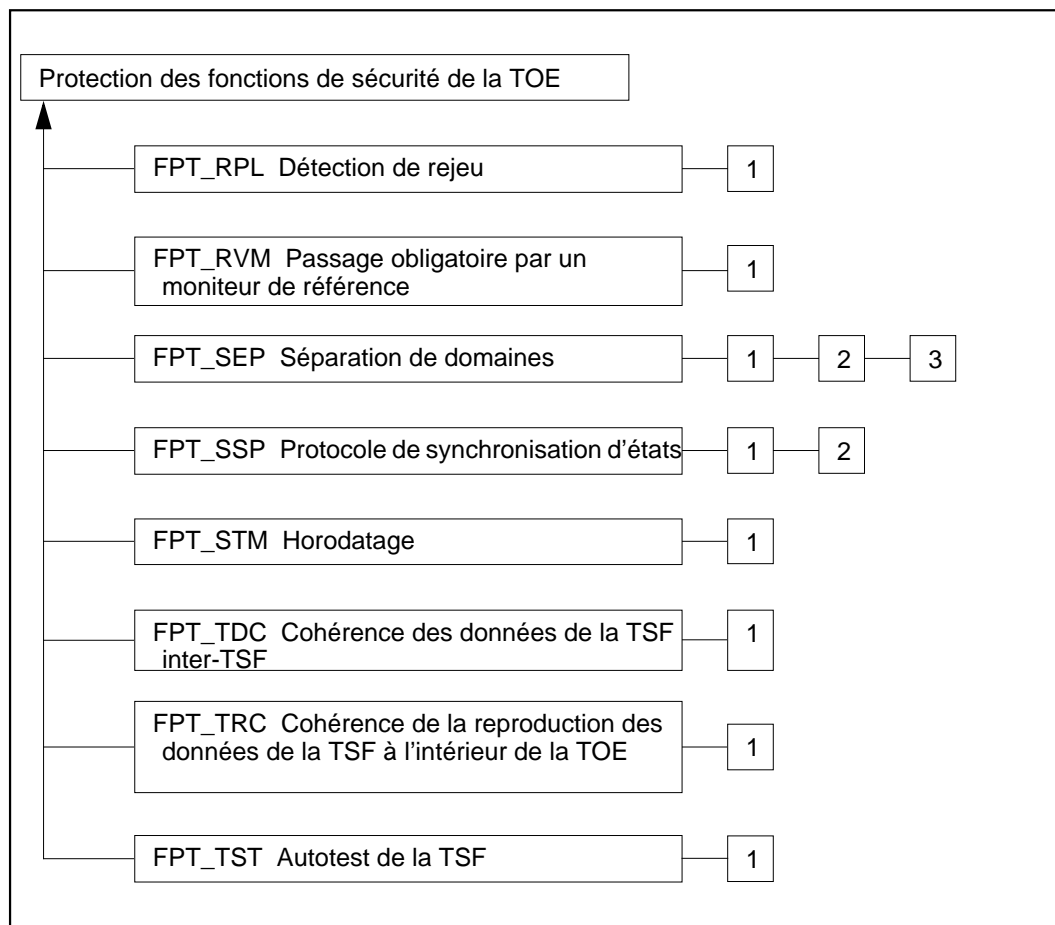 Protection des fonctions de sécurité de la TOE
FPT_RPL Détection de rejeu 1
FPT_RVM Passage obligatoire par un
moniteur de référence 1
FPT_SEP Séparation de domaines 1 2 3
FPT_SSP Protocole de synchronisation d'états 1 2
FPT_STM Horodatage 1
FPT_TDC Cohérence des données de la TSF 1
inter-TSF
FPT_TRC Cohérence de la reproduction des
données de la TSF à l'intérieur de la TOE 1
FPT_TST Autotest de la TSF 1